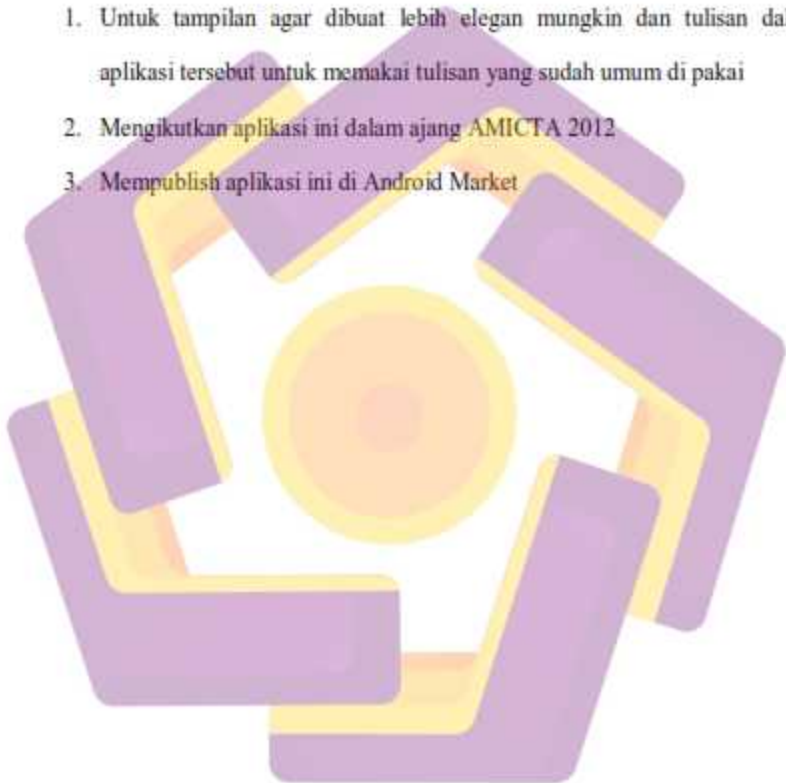 1. Untuk tampilan agar dibuat lebih elegan mungkin dan tulisan
aplikasi tersebut untuk memakai tulisan yang sudah umum di pakai
2. Mengikutkan aplikasi ini dalam ajang AMICTA 2012
3. Mempublish aplikasi ini di Android Market